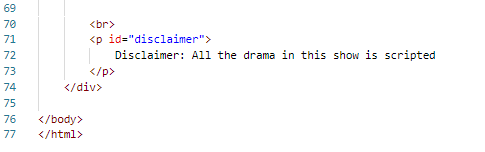 69
70 <br>
71 <p id="disclaimer">
72 Disclaimer: All the drama in this show is scripted
73 </p>
74 </div>
75
76 </body>
77 </html>